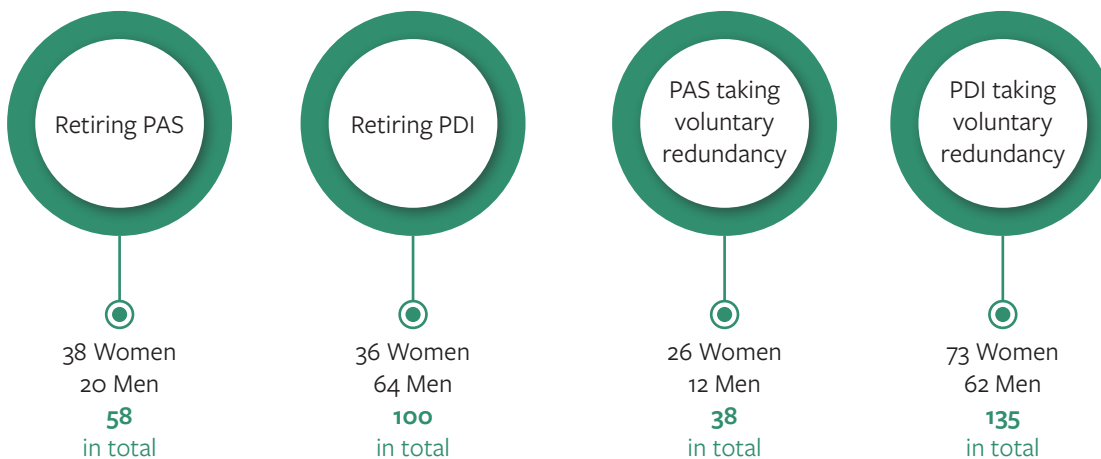 Retiring PAS
38 Women
20 Men
58
in total
Retiring PDI
36 Women
64 Men
100
in total
PAS taking
voluntary
redundancy
26 Women
12 Men
38
in total
PDI taking
voluntary
redundancy
73 Women
62 Men
135
in total